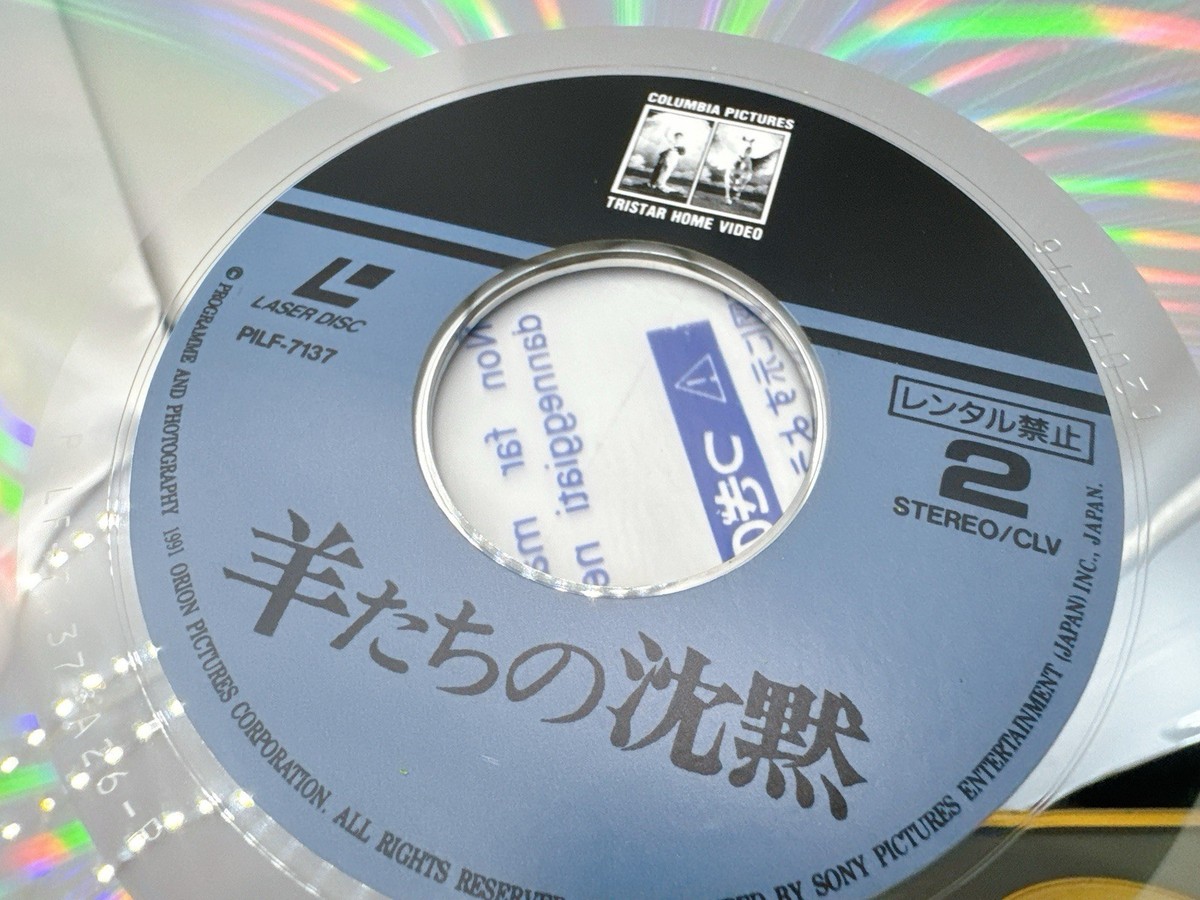 COLUMBIA PICTURES
TRISTAR HOME VIDEO
LASER DISC
PILF-7137
レンタル禁止
2
STEREO/CLV
羊たちの沈黙
PROGRAMME AND PHOTOGRAPHY 1991 ORION PICTURES CORPORATION. ALL RIGHTS RESERVED BY SONY PICTURES ENTERTAINMENT (JAPAN) INC., JAPAN.